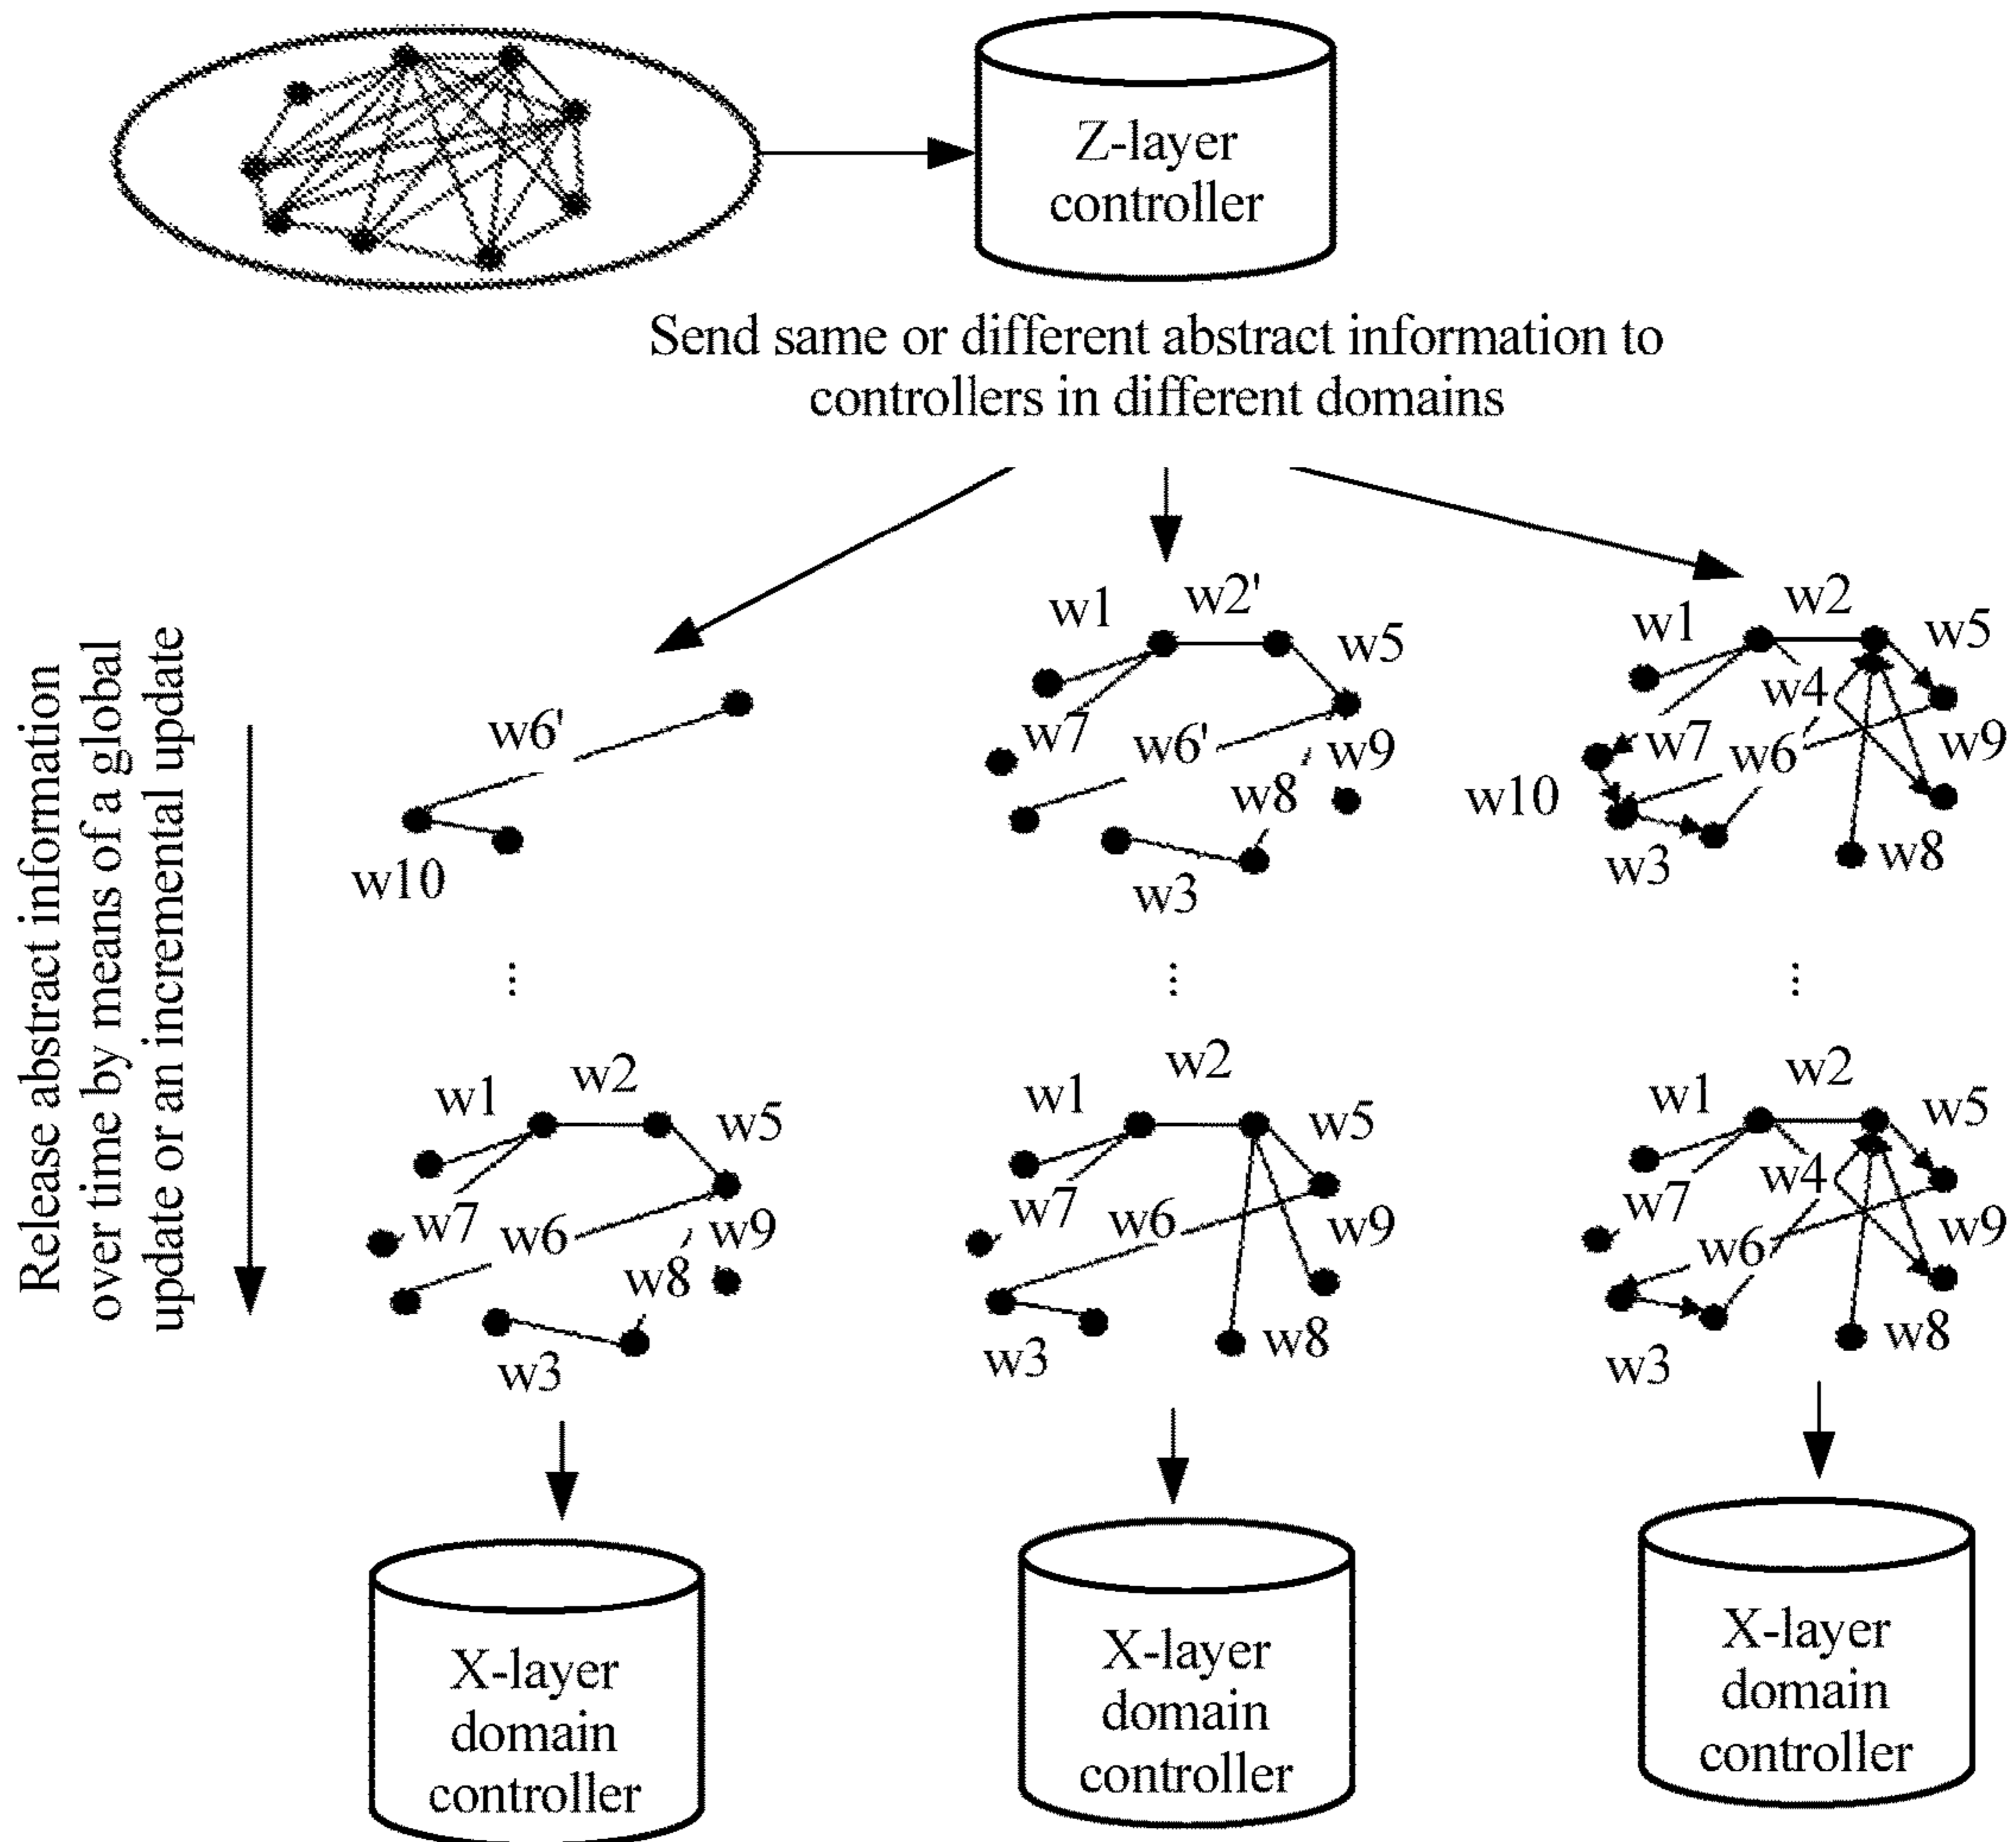 Z-layer
controller
Send same or different abstract information to
controllers in different domains
Release abstract information
over time by means of a global
update or an incremental update
w6'
w10
w1
w2'
w5
w7
w6'
w9
w8
w3
w1
w2
w5
w4
w7
w6
w9
w10
w3
w8
...
...
...
w1
w2
w5
w7
w6
w9
w8
w3
w1
w2
w5
w7
w6
w9
w3
w8
w1
w2
w5
w4
w7
w6
w9
w3
w8
X-layer
domain
controller
X-layer
domain
controller
X-layer
domain
controller